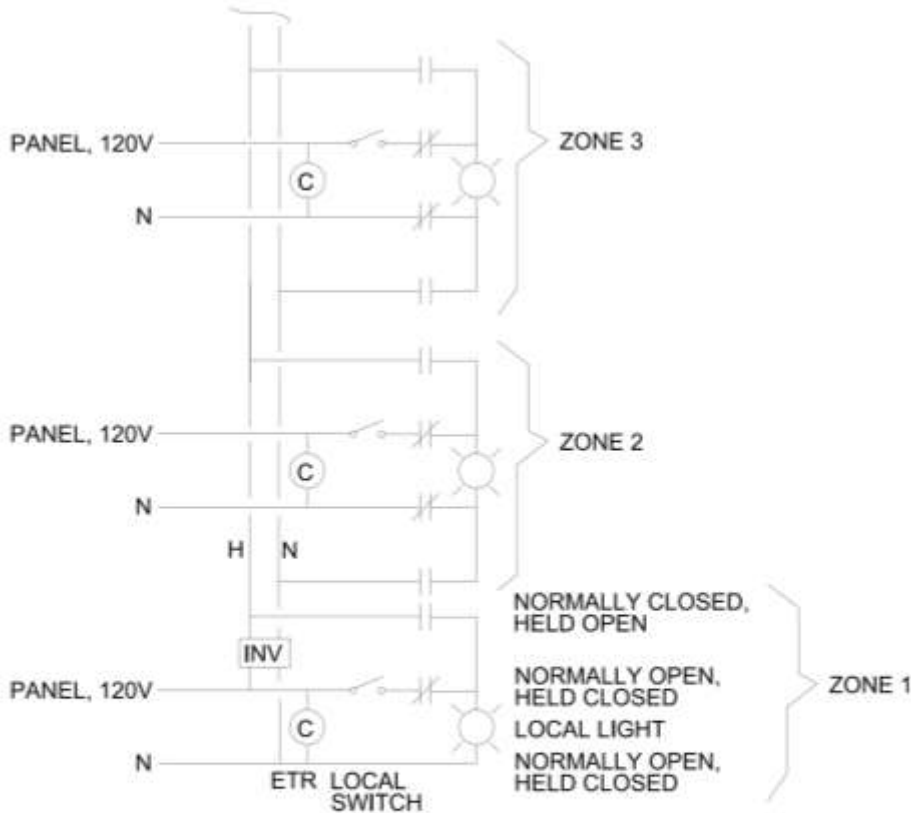 PANEL, 120V
C
N
ZONE 3
PANEL, 120V
C
N
ZONE 2
H N
INV
PANEL, 120V
C
N
ETR LOCAL
SWITCH
NORMALLY CLOSED,
HELD OPEN
NORMALLY OPEN,
HELD CLOSED
LOCAL LIGHT
NORMALLY OPEN,
HELD CLOSED
ZONE 1